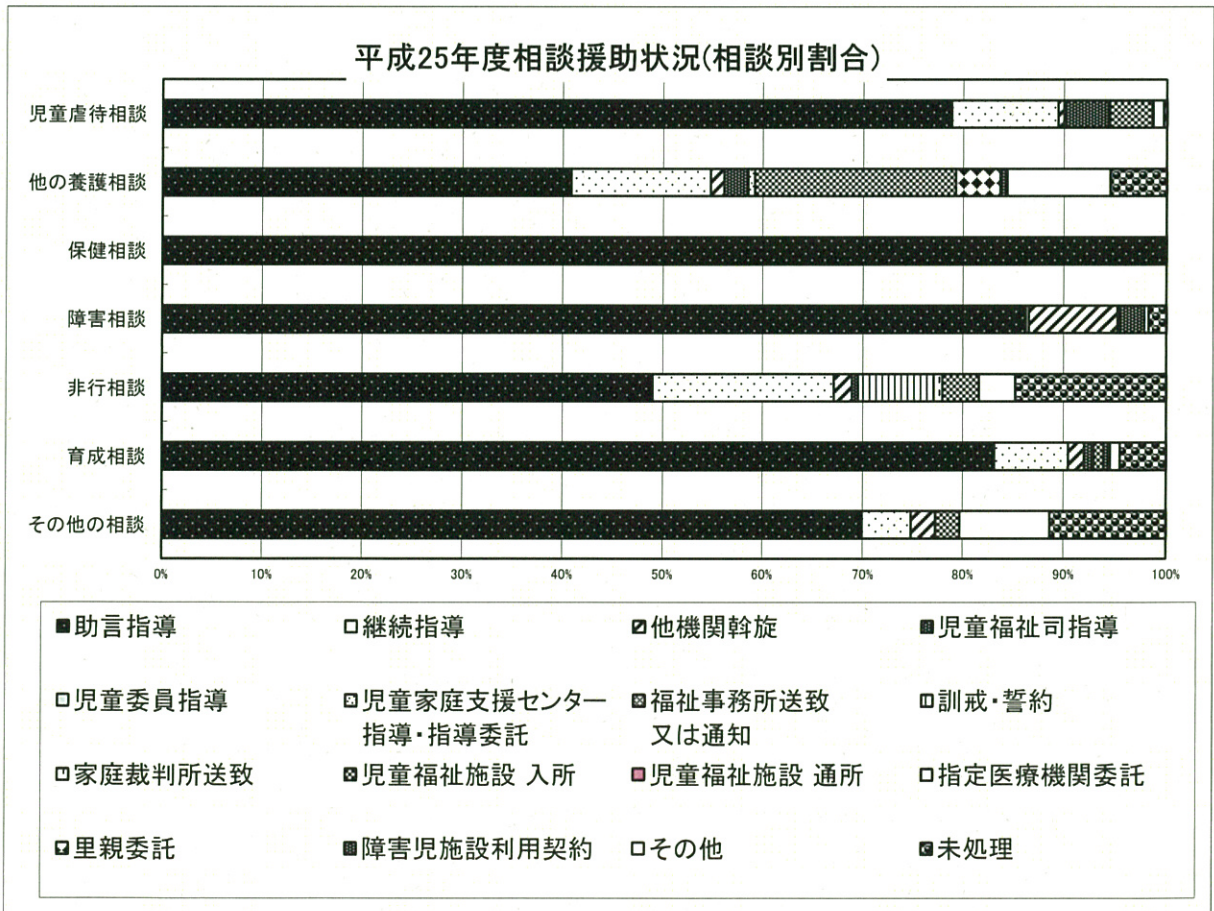 平成25年度相談援助状況(相談別割合)
児童虐待相談
他の養護相談
保健相談
障害相談
非行相談
育成相談
その他の相談
0% 10% 20% 30% 40% 50% 60% 70% 80% 90% 100%
助言指導 継続指導 他機関斡旋 児童福祉司指導
児童委員指導 児童家庭支援センター 福祉事務所送致 訓戒・誓約
指導・指導委託 又は通知
家庭裁判所送致 児童福祉施設 入所 児童福祉施設 通所 指定医療機関委託
里親委託 障害児施設利用契約 その他 未処理